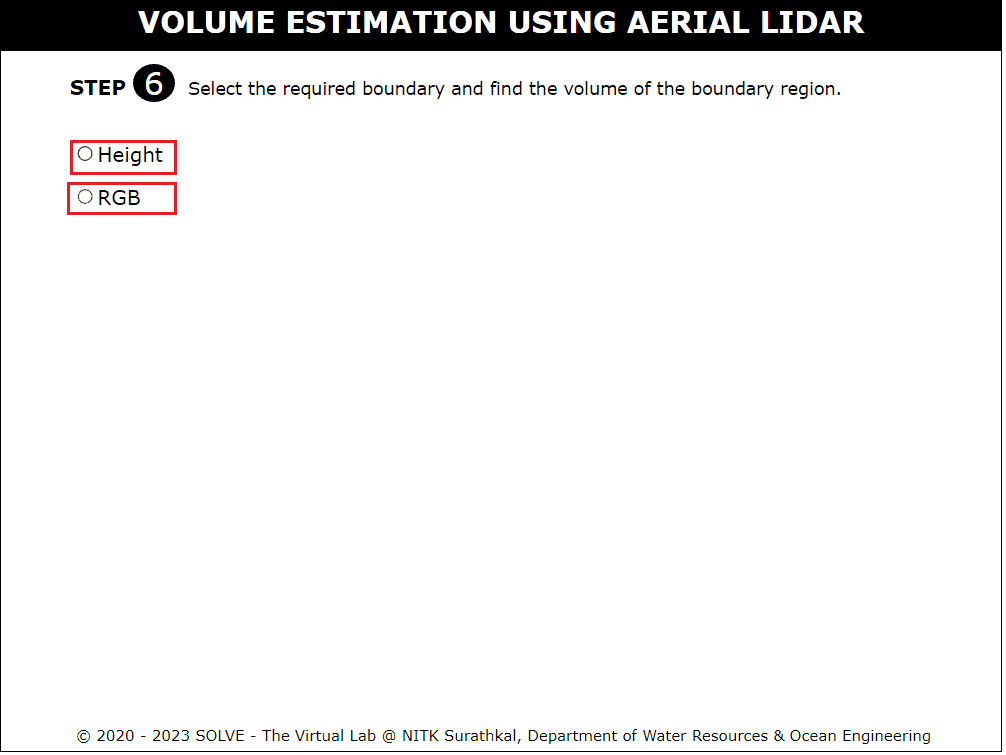 VOLUME ESTIMATION USING AERIAL LIDAR
STEP 6 Select the required boundary and find the volume of the boundary region.
Height
RGB
© 2020 - 2023 SOLVE - The Virtual Lab @ NITK Surathkal, Department of Water Resources & Ocean Engineering